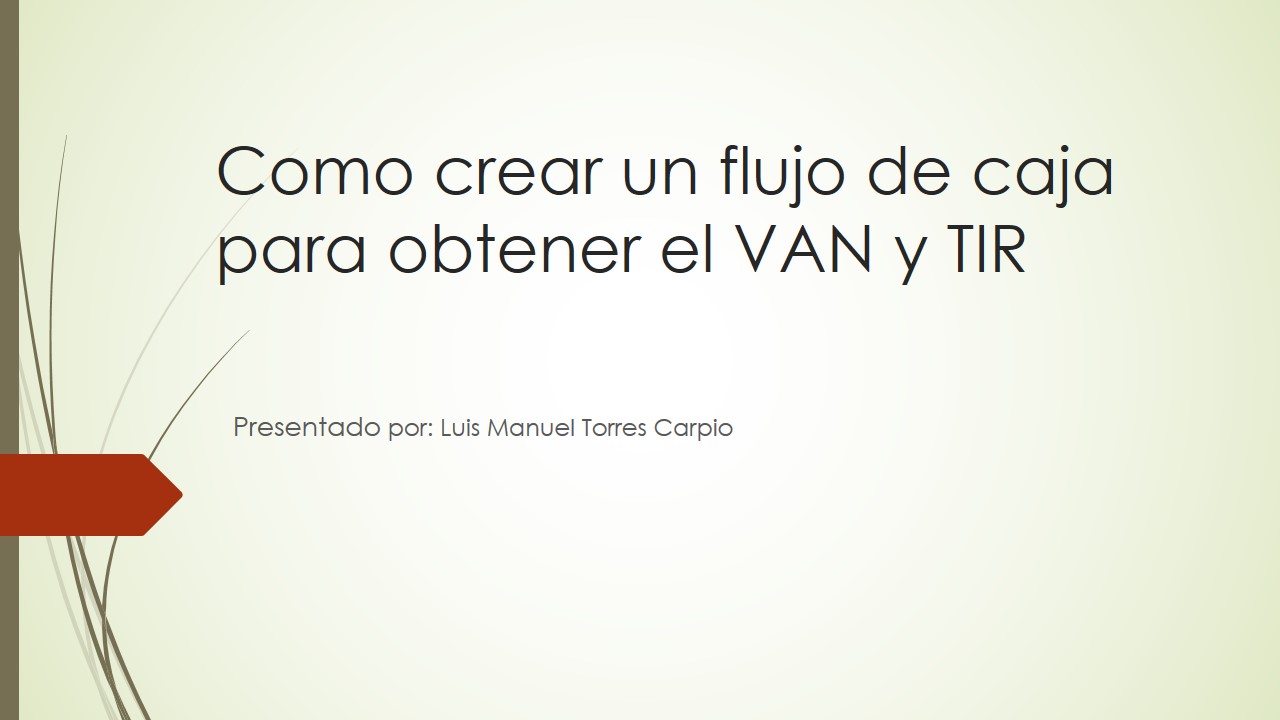 Como crear un flujo de caja
para obtener el VAN y TIR
Presentado por: Luis Manuel Torres Carpio